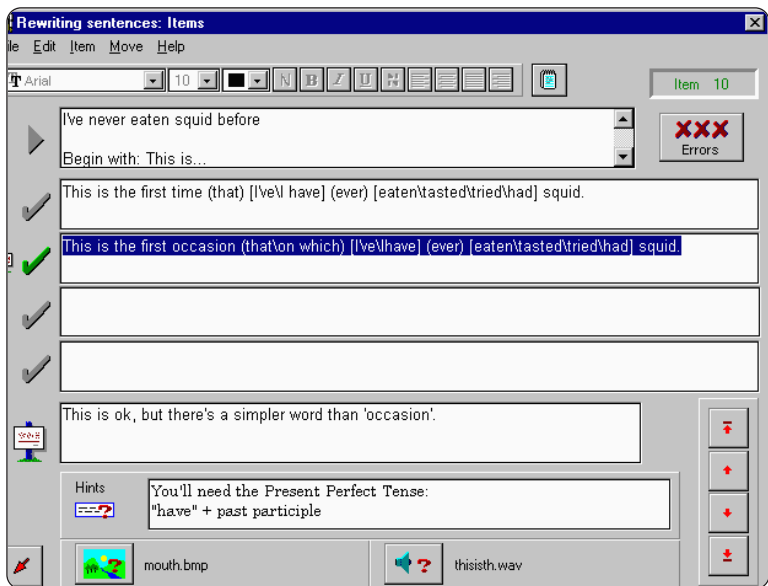 Rewriting sentences: Items
ile Edit Item Move Help
Arial 10 N B I U N
Item 10
I've never eaten squid before
Begin with: This is...
XXX
Errors
This is the first time (that) [I've\I have] (ever) [eaten\tasted\tried\had] squid.
This is the first occasion (that\on which) [I've\Ihave] (ever) [eaten\tasted\tried\had] squid.
This is ok, but there's a simpler word than 'occasion'.
Hints
You'll need the Present Perfect Tense:
"have" + past participle
mouth.bmp
thisisth.wav